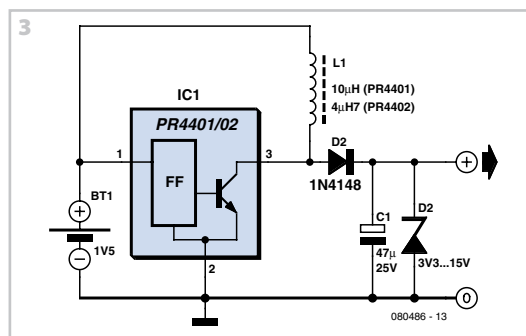 3
L1
10µH (PR4401)
4µH7 (PR4402)
IC1
PR4401/02
D2
1
3
FF
1N4148
BT1
+
+
C1
D2
1V5
47µ
25V
3V3...15V
–
2
0
080486 - 13